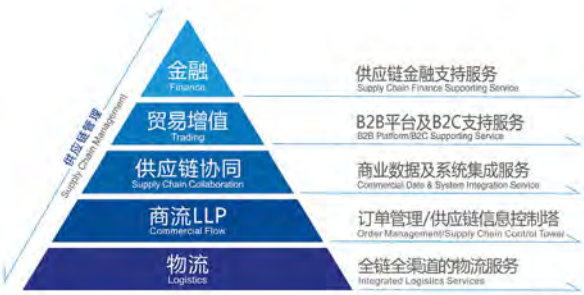 供应链管理
Supply Chain Management
金融
Finance
供应链金融支持服务
Supply Chain Finance Supporting Service
贸易增值
Trading
B2B平台及B2C支持服务
B2B Platform/B2C Supporting Service
供应链协同
Supply Chain Collaboration
商业数据及系统集成服务
Commercial Date & System Integration Service
商流LLP
Commercial Flow
订单管理/供应链信息控制塔
Order Management/Supply Chain Control Tower
物流
Logistics
全链全渠道的物流服务
Integrated Logistics Services